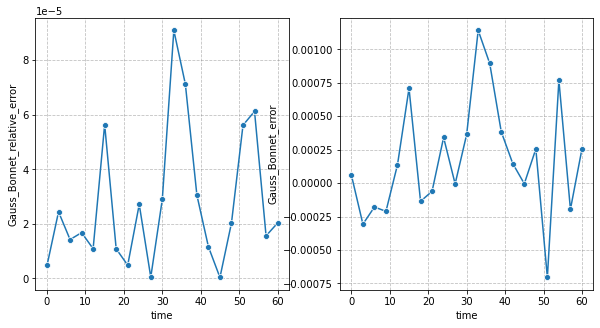 1e−5
8
6
4
2
0
Gauss_Bonnet_relative_error
0 10 20 30 40 50 60
time
0.00100
0.00075
0.00050
0.00025
0.00000
−0.00025
−0.00050
−0.00075
Gauss_Bonnet_error
0 10 20 30 40 50 60
time